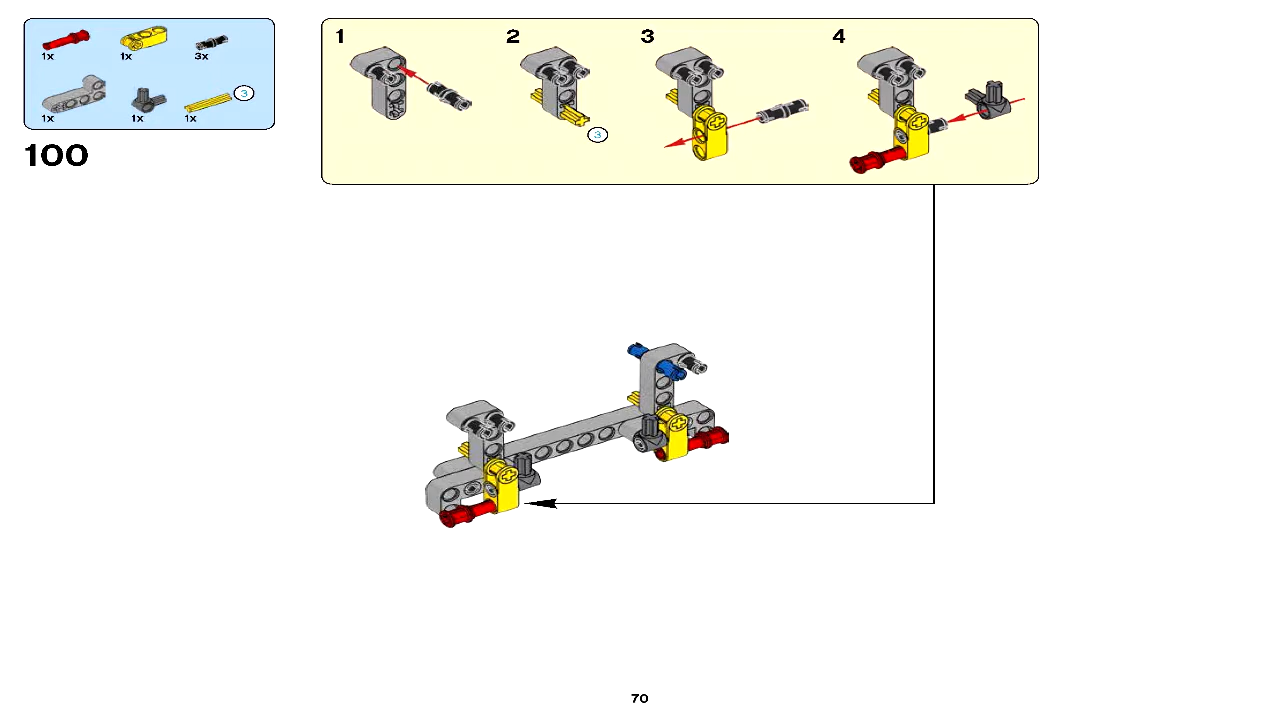 1x 1x 3x
1x 1x 1x 3
100
1 2 3 4
3
70